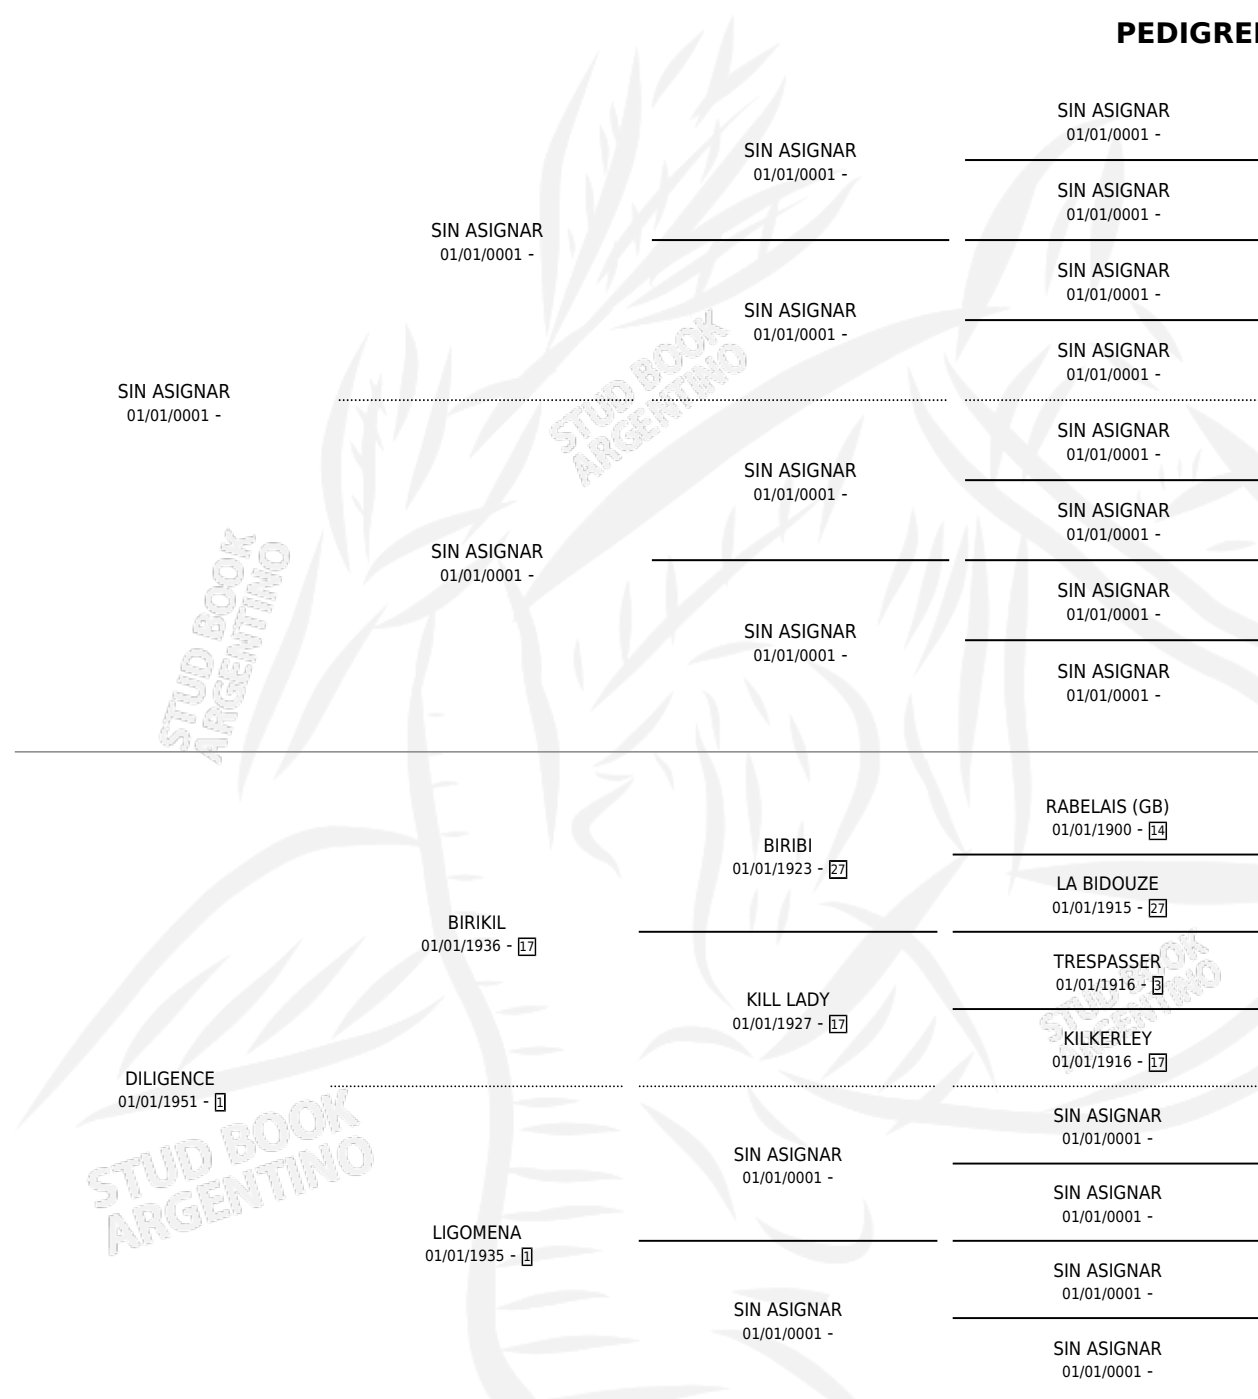 PEDIGREE
SIN ASIGNAR
01/01/0001 -
SIN ASIGNAR
01/01/0001 -
SIN ASIGNAR
01/01/0001 -
SIN ASIGNAR
01/01/0001 -
SIN ASIGNAR
01/01/0001 -
SIN ASIGNAR
01/01/0001 -
SIN ASIGNAR
01/01/0001 -
STUD BOOK
ARGENTINO
SIN ASIGNAR
01/01/0001 -
SIN ASIGNAR
01/01/0001 -
SIN ASIGNAR
01/01/0001 -
SIN ASIGNAR
01/01/0001 -
SIN ASIGNAR
01/01/0001 -
SIN ASIGNAR
01/01/0001 -
STUD BOOK
ARGENTINO
SIN ASIGNAR
01/01/0001 -
SIN ASIGNAR
01/01/0001 -
SIN ASIGNAR
01/01/0001 -
RABELAIS (GB)
01/01/1900 - 14
BIRIBI
01/01/1923 - 27
LA BIDOUZE
01/01/1915 - 27
BIRIKIL
01/01/1936 - 17
TRESPASSER
01/01/1916 - 3
STUD BOOK
ARGENTINO
KILL LADY
01/01/1927 - 17
KILKERLEY
01/01/1916 - 17
DILIGENCE
01/01/1951 - 1
STUD BOOK
ARGENTINO
SIN ASIGNAR
01/01/0001 -
SIN ASIGNAR
01/01/0001 -
SIN ASIGNAR
01/01/0001 -
LIGOMENA
01/01/1935 - 1
SIN ASIGNAR
01/01/0001 -
SIN ASIGNAR
01/01/0001 -
SIN ASIGNAR
01/01/0001 -